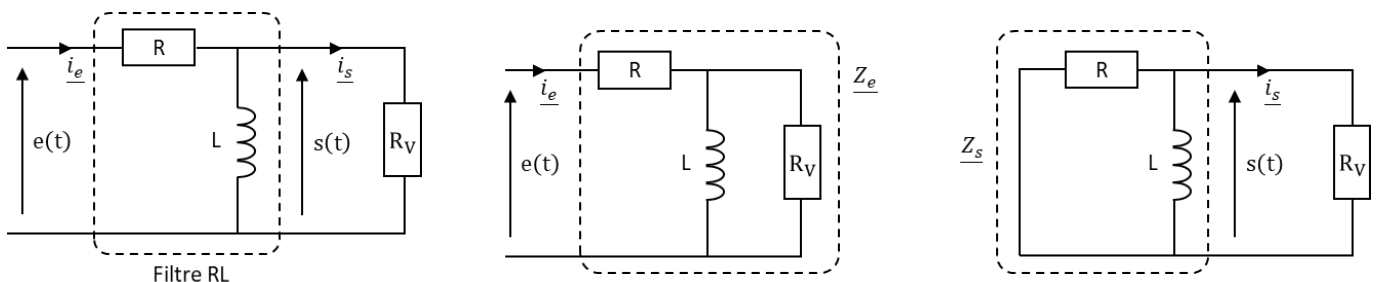 R
i_e
i_s
e(t)
L
s(t)
R_V
Filtre RL
R
i_e
Z_e
e(t)
L
R_V
R
i_s
Z_s
L
s(t)
R_V